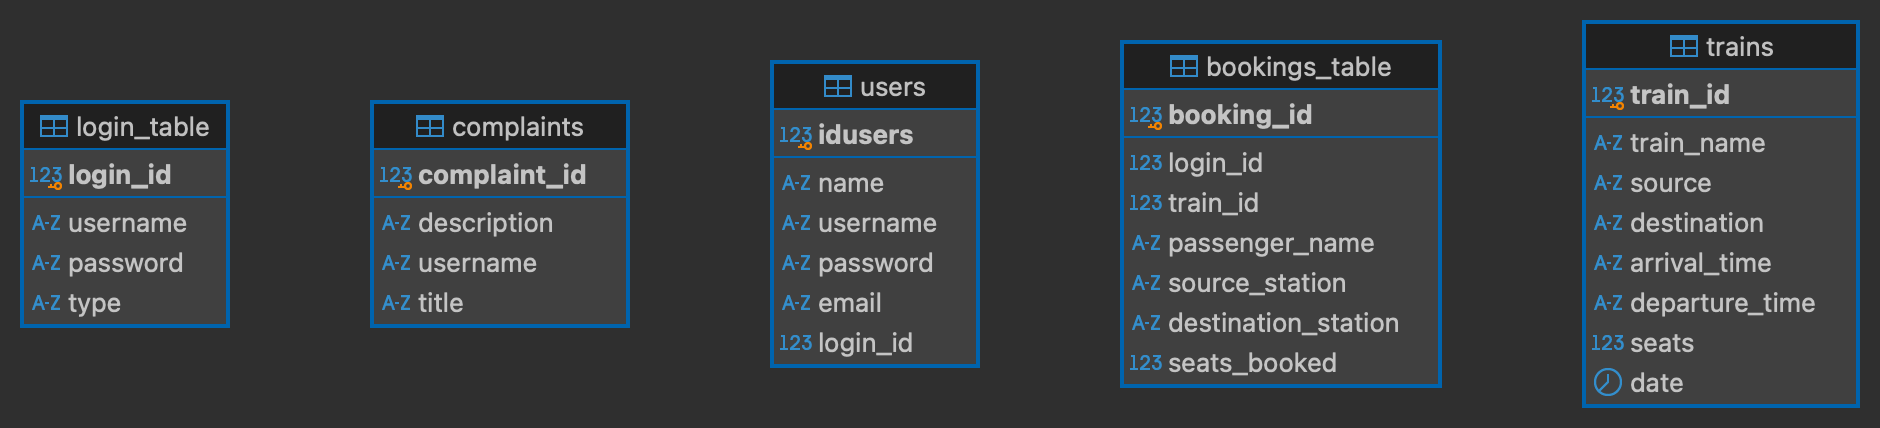 login_table
123 login_id
A-Z username
A-Z password
A-Z type
complaints
123 complaint_id
A-Z description
A-Z username
A-Z title
users
123 idusers
A-Z name
A-Z username
A-Z password
A-Z email
123 login_id
bookings_table
123 booking_id
123 login_id
123 train_id
A-Z passenger_name
A-Z source_station
A-Z destination_station
123 seats_booked
trains
123 train_id
A-Z train_name
A-Z source
A-Z destination
A-Z arrival_time
A-Z departure_time
123 seats
date